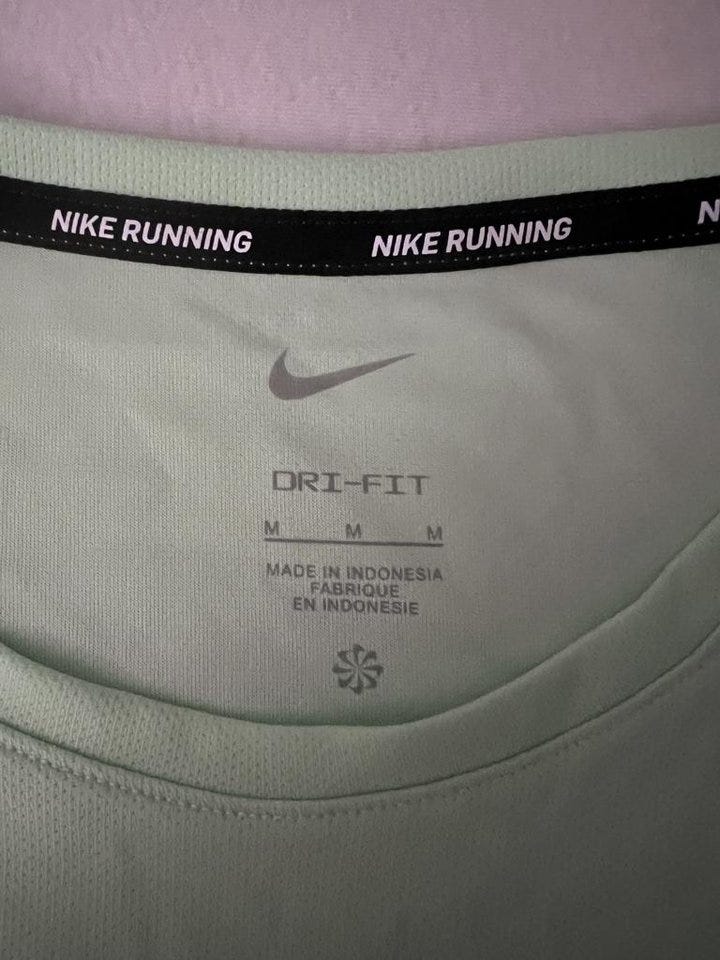 NIKE RUNNING NIKE RUNNING N
DRI-FIT
M M M
MADE IN INDONESIA
FABRIQUE
EN INDONESIE